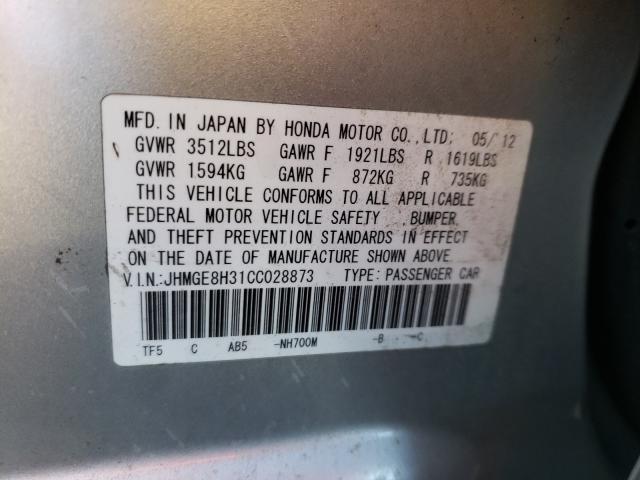 MFD. IN JAPAN BY HONDA MOTOR CO.,LTD. 05/'12
GVWR 3512LBS GAWR F 1921LBS R 1619LBS
GVWR 1594KG GAWR F 872KG R 735KG
THIS VEHICLE CONFORMS TO ALL APPLICABLE
FEDERAL MOTOR VEHICLE SAFETY , BUMPER,
AND THEFT PREVENTION STANDARDS IN EFFECT
ON THE DATE OF MANUFACTURE SHOWN ABOVE.
V.I.N.:JHMGE8H31CC028873 TYPE: PASSENGER CAR
TF5 C AB5 -NH700M -B -C